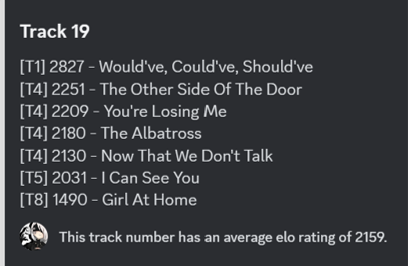 Track 19
[T1] 2827 - Would've, Could've, Should've
[T4] 2251 - The Other Side Of The Door
[T4] 2209 - You're Losing Me
[T4] 2180 - The Albatross
[T4] 2130 - Now That We Don't Talk
[T5] 2031 - I Can See You
[T8] 1490 - Girl At Home
This track number has an average elo rating of 2159.